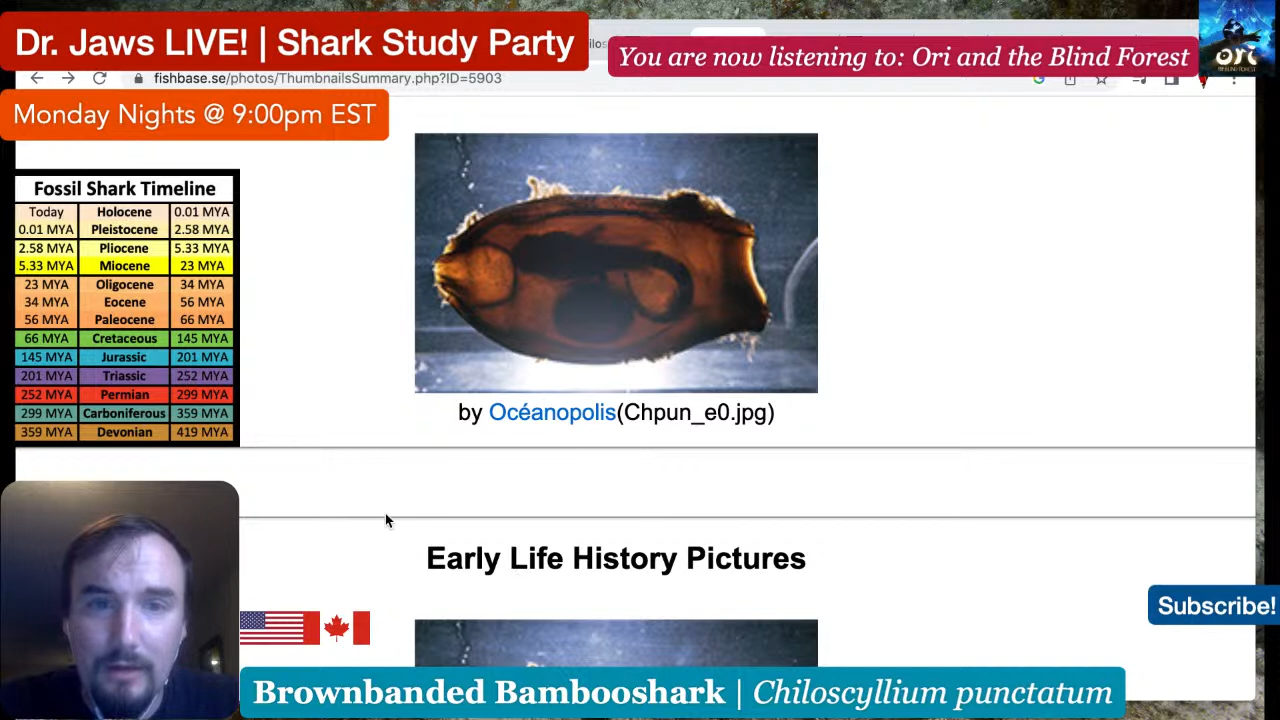 Dr. Jaws LIVE! | Shark Study Party
You are now listening to: Ori and the Blind Forest
ori
fishbase.se/photos/ThumbnailsSummary.php?ID=5903
Monday Nights @ 9:00pm EST
Fossil Shark Timeline
Today Holocene 0.01 MYA
0.01 MYA Pleistocene 2.58 MYA
2.58 MYA Pliocene 5.33 MYA
5.33 MYA Miocene 23 MYA
23 MYA Oligocene 34 MYA
34 MYA Eocene 56 MYA
56 MYA Paleocene 66 MYA
66 MYA Cretaceous 145 MYA
145 MYA Jurassic 201 MYA
201 MYA Triassic 252 MYA
252 MYA Permian 299 MYA
299 MYA Carboniferous 359 MYA
359 MYA Devonian 419 MYA
by Océanopolis(Chpun_e0.jpg)
Early Life History Pictures
Subscribe!
Brownbanded Bambooshark | Chiloscyllium punctatum